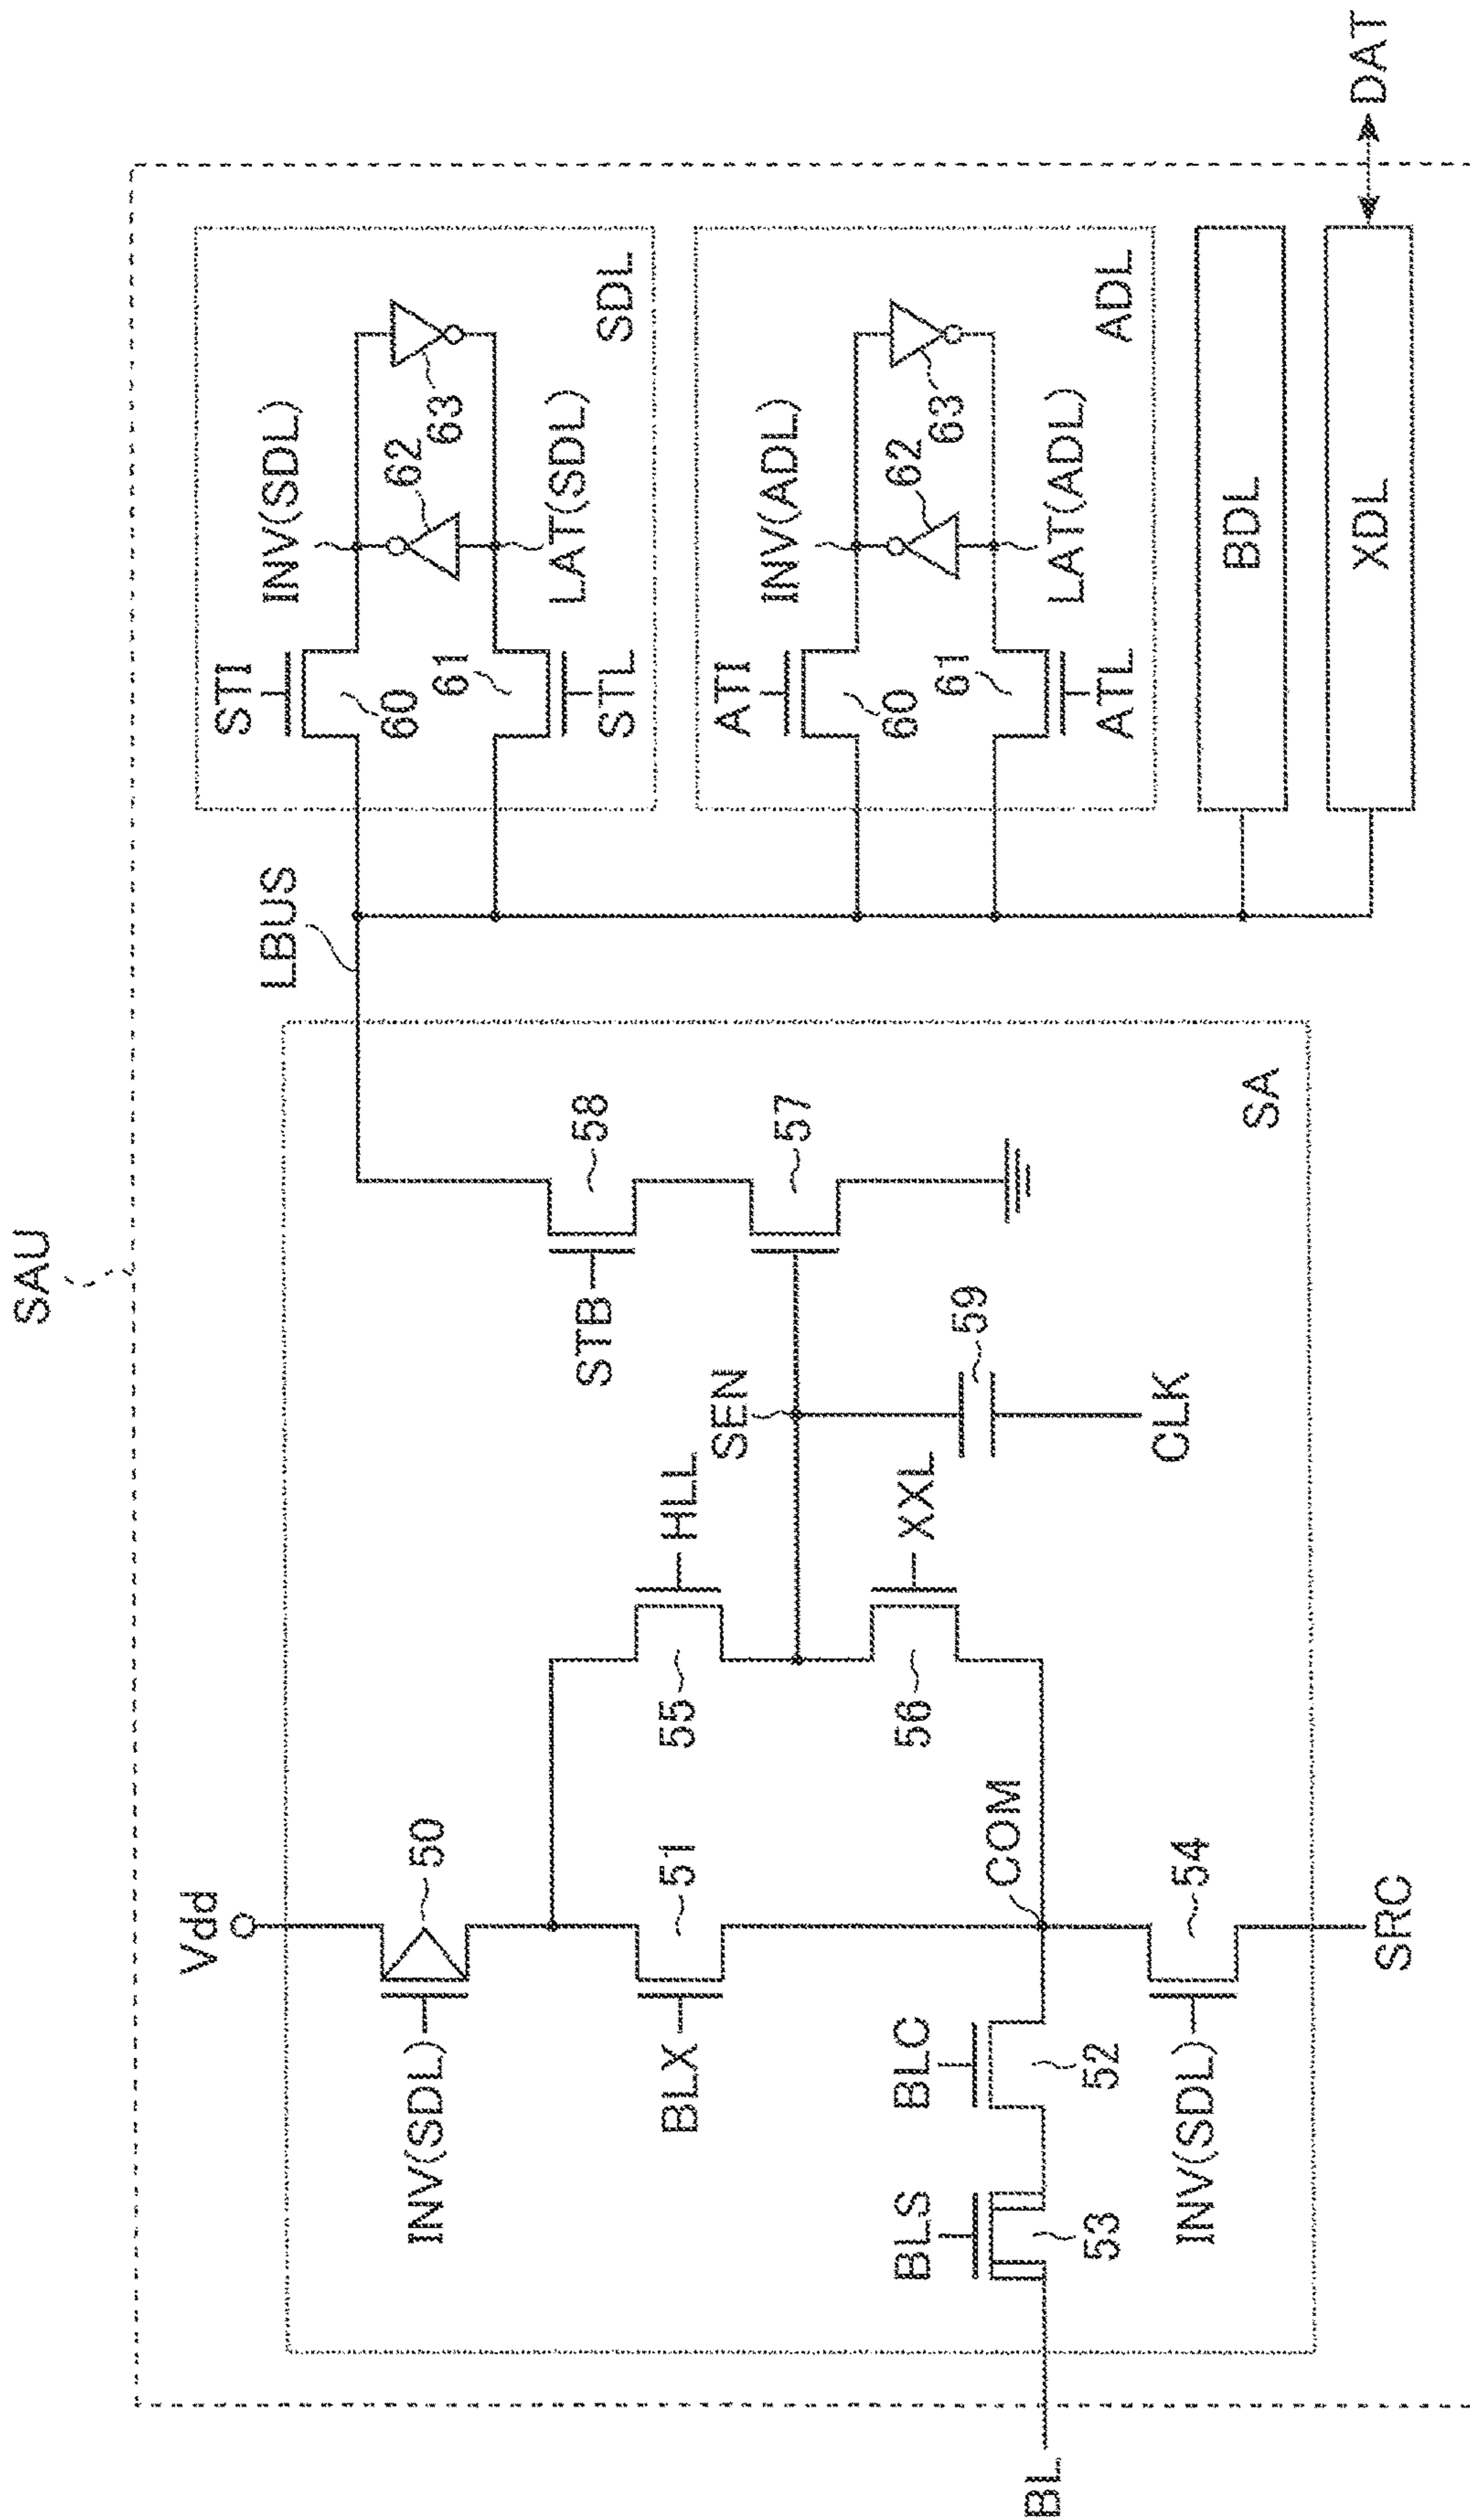 SAU
Vdd
INV(SDL)
50
BLX
51
HLL
55
STB
58
SEN
57
BLS
53
BLC
52
COM
XXL
56
59
CLK
INV(SDL)
54
SA
BL
SRC
LBUS
STI
60
INV(SDL)
62
63
61
STL
LAT(SDL)
SDL
ATI
60
INV(ADL)
62
63
61
ATL
LAT(ADL)
ADL
BDL
XDL
DAT